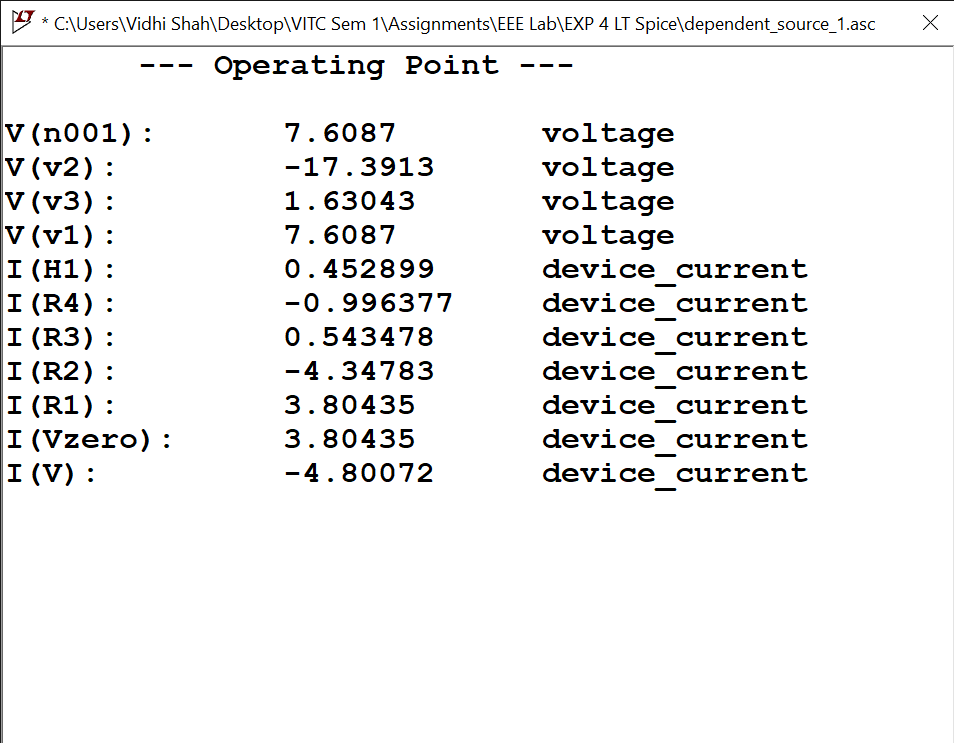 * C:\Users\Vidhi Shah\Desktop\VITC Sem 1\Assignments\EEE Lab\EXP 4 LT Spice\dependent_source_1.asc
--- Operating Point ---
V(n001): 7.6087 voltage
V(v2): -17.3913 voltage
V(v3): 1.63043 voltage
V(v1): 7.6087 voltage
I(H1): 0.452899 device_current
I(R4): -0.996377 device_current
I(R3): 0.543478 device_current
I(R2): -4.34783 device_current
I(R1): 3.80435 device_current
I(Vzero): 3.80435 device_current
I(V): -4.80072 device_current